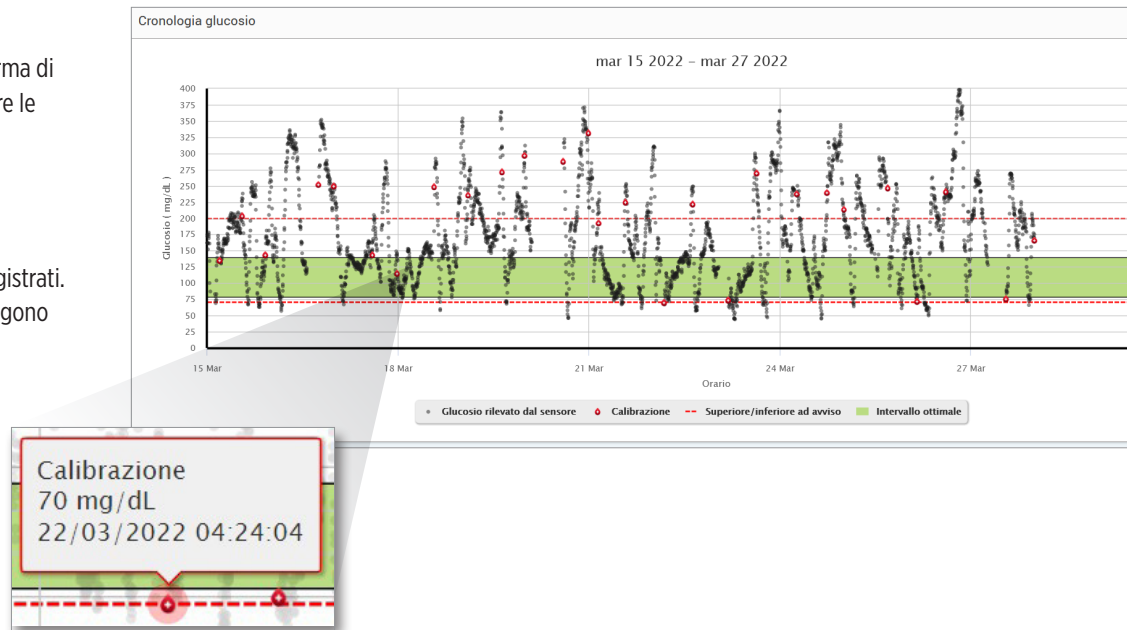 Cronologia glucosio
rma di
re le
gistrati.
gono
mar 15 2022 – mar 27 2022
Glucosio ( mg/dL )
400
375
350
325
300
275
250
225
200
175
150
125
100
75
50
25
0
15 Mar
18 Mar
21 Mar
24 Mar
27 Mar
Orario
Glucosio rilevato dal sensore
Calibrazione
Superiore/inferiore ad avviso
Intervallo ottimale
Calibrazione
70 mg/dL
22/03/2022 04:24:04